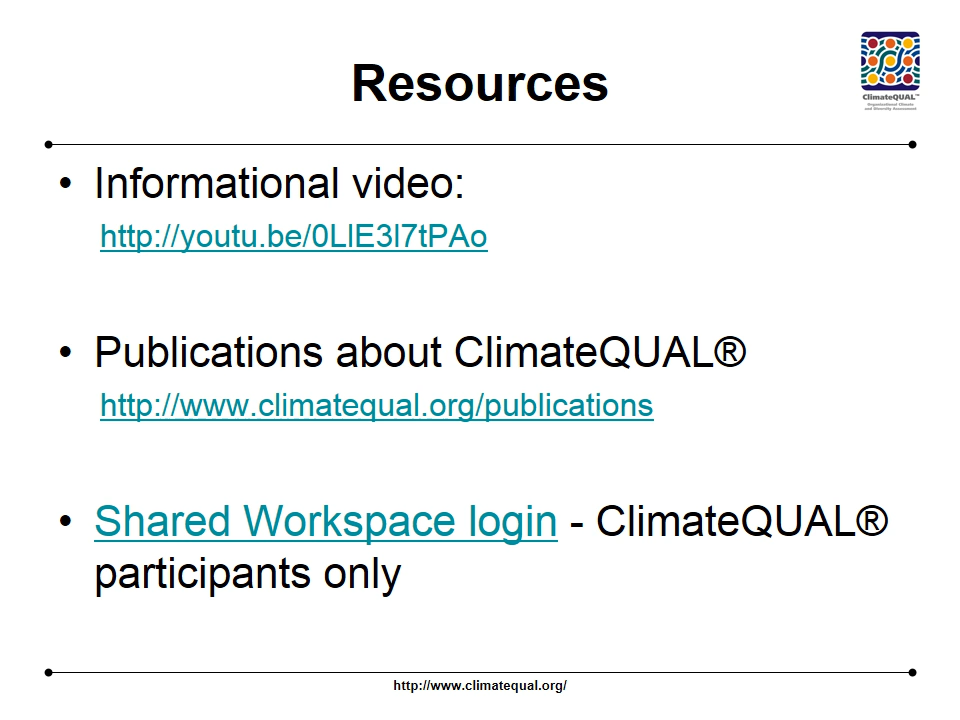 Resources
ClimateQUAL™
Organizational Climate
and Diversity Assessment
• Informational video:
http://youtu.be/0LlE3l7tPAo
• Publications about ClimateQUAL®
http://www.climatequal.org/publications
• Shared Workspace login - ClimateQUAL®
participants only
http://www.climatequal.org/